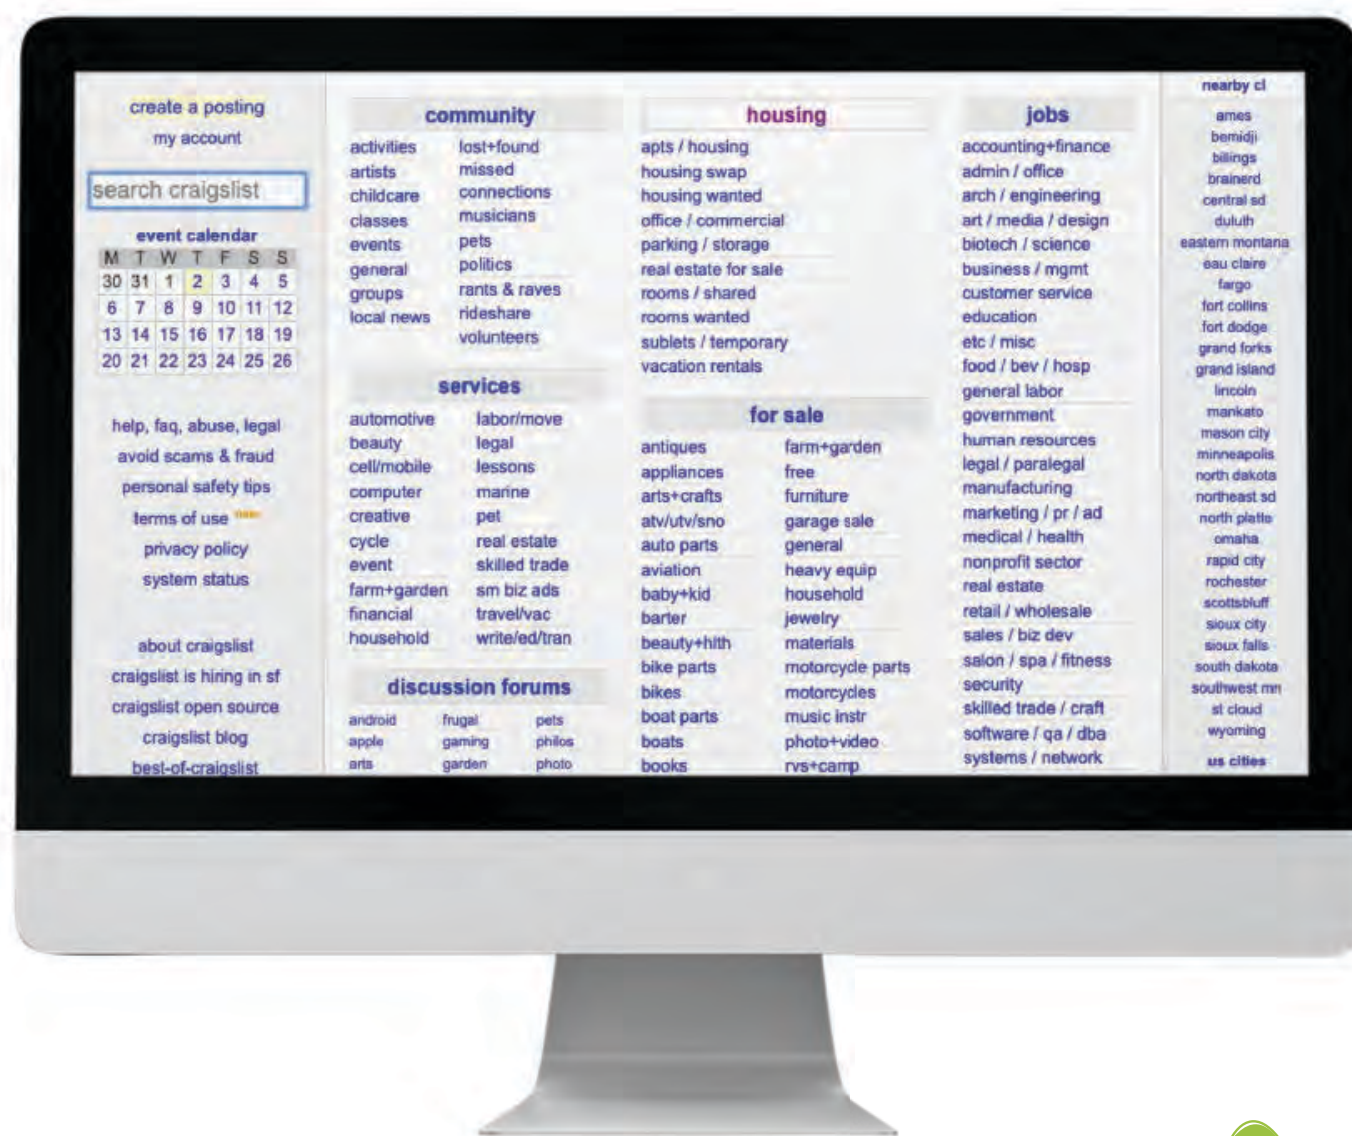 create a posting
my account
search craigslist
event calendar
M T W T F S S
30 31 1 2 3 4 5
6 7 8 9 10 11 12
13 14 15 16 17 18 19
20 21 22 23 24 25 26
help, faq, abuse, legal
avoid scams & fraud
personal safety tips
terms of use
privacy policy
system status
about craigslist
craigslist is hiring in sf
craigslist open source
craigslist blog
best-of-craigslist
community
activities
artists
childcare
classes
events
general
groups
local news
lost+found
missed
connections
musicians
pets
politics
rants & raves
rideshare
volunteers
services
automotive
beauty
cell/mobile
computer
creative
cycle
event
farm+garden
financial
household
labor/move
legal
lessons
marine
pet
real estate
skilled trade
sm biz ads
travel/vac
write/ed/tran
discussion forums
android
apple
arts
frugal
gaming
garden
pets
philos
photo
housing
apts / housing
housing swap
housing wanted
office / commercial
parking / storage
real estate for sale
rooms / shared
rooms wanted
sublets / temporary
vacation rentals
for sale
antiques
appliances
arts+crafts
atv/utv/sno
auto parts
aviation
baby+kid
barter
beauty+hlth
bike parts
bikes
boat parts
boats
books
farm+garden
free
furniture
garage sale
general
heavy equip
household
jewelry
materials
motorcycle parts
motorcycles
music instr
photo+video
rvs+camp
jobs
accounting+finance
admin / office
arch / engineering
art / media / design
biotech / science
business / mgmt
customer service
education
etc / misc
food / bev / hosp
general labor
government
human resources
legal / paralegal
manufacturing
marketing / pr / ad
medical / health
nonprofit sector
real estate
retail / wholesale
sales / biz dev
salon / spa / fitness
security
skilled trade / craft
software / qa / dba
systems / network
nearby cl
ames
bemidji
billings
brainerd
central sd
duluth
eastern montana
eau claire
fargo
fort collins
fort dodge
grand forks
grand island
lincoln
mankato
mason city
minneapolis
north dakota
northeast sd
north platte
omaha
rapid city
rochester
scottsbluff
sioux city
sioux falls
south dakota
southwest mn
st cloud
wyoming
us cities